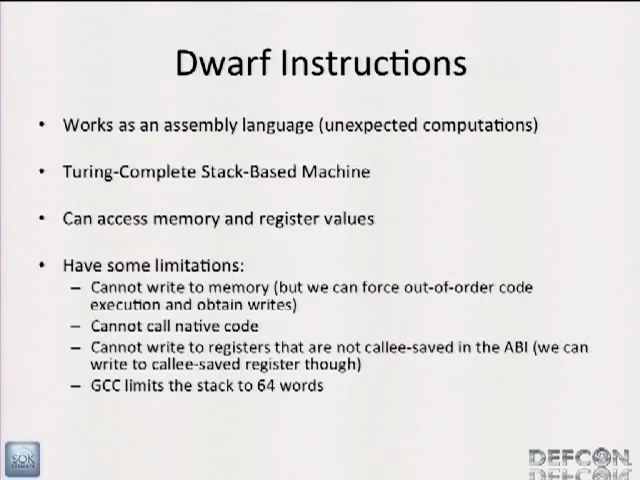 Dwarf Instructions
• Works as an assembly language (unexpected computations)
• Turing-Complete Stack-Based Machine
• Can access memory and register values
• Have some limitations:
– Cannot write to memory (but we can force out-of-order code
execution and obtain writes)
– Cannot call native code
– Cannot write to registers that are not callee-saved in the ABI (we can
write to callee-saved register though)
– GCC limits the stack to 64 words
SOK
DEFCON